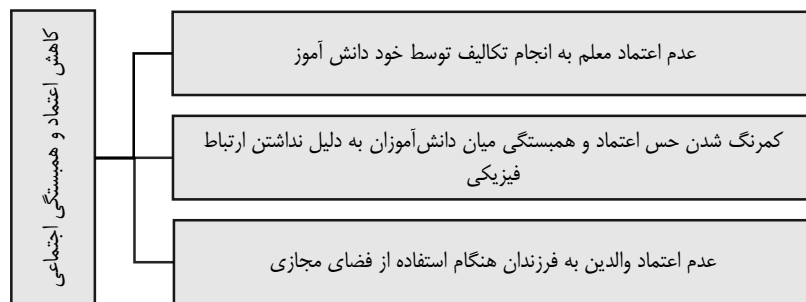 کاهش اعتماد و همبستگی اجتماعی
عدم اعتماد معلم به انجام تکالیف توسط خود دانش آموز
کمرنگ شدن حس اعتماد و همبستگی میان دانش‌آموزان به دلیل نداشتن ارتباط
فیزیکی
عدم اعتماد والدین به فرزندان هنگام استفاده از فضای مجازی